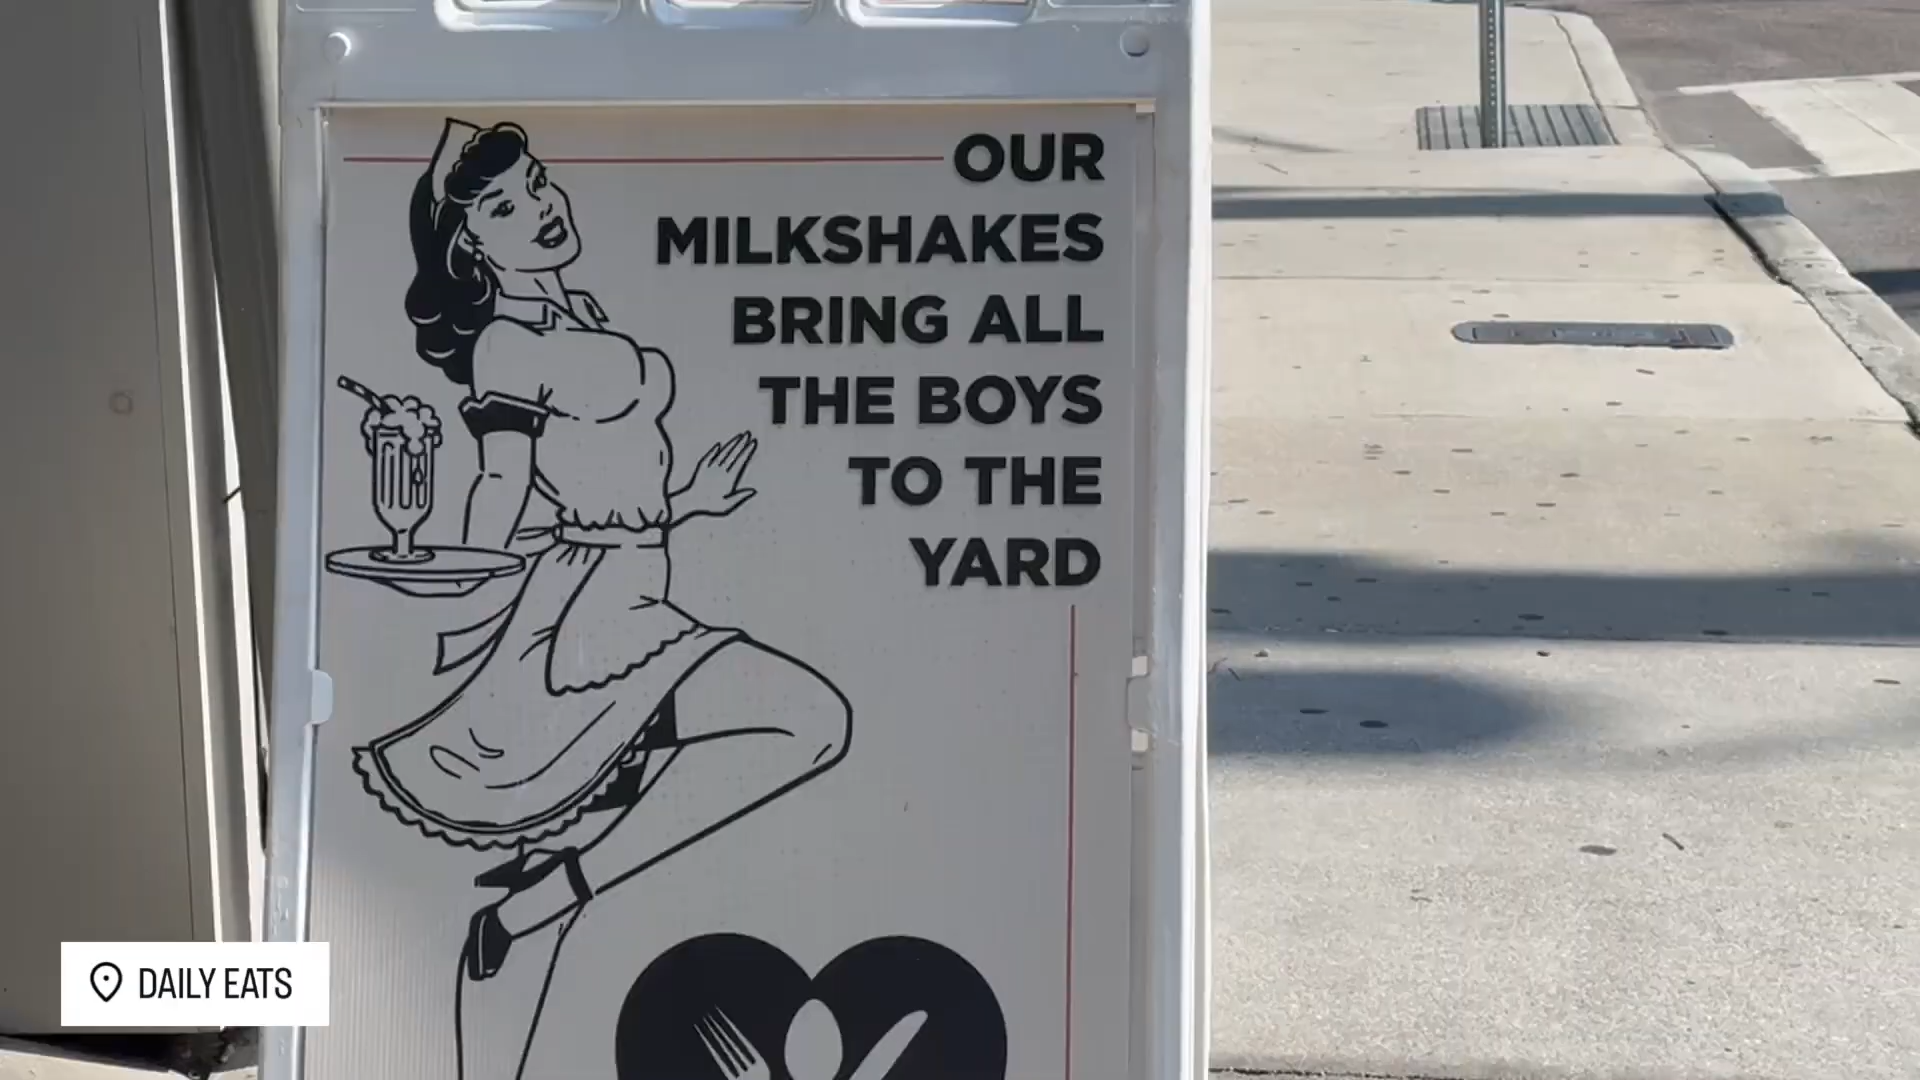 OUR
MILKSHAKES
BRING ALL
THE BOYS
TO THE
YARD
DAILY EATS